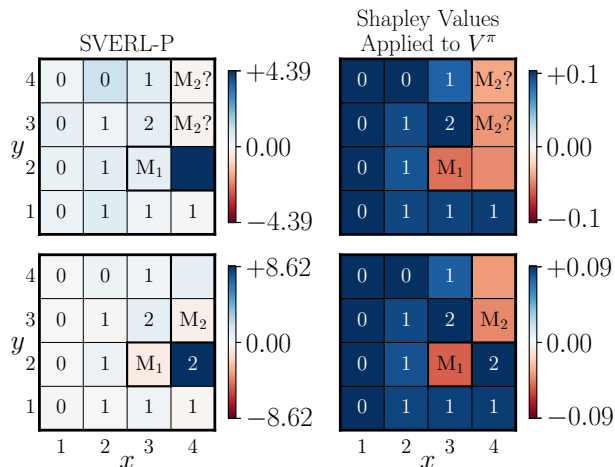 SVERL-P
Shapley Values
Applied to V^π
4 0 0 1 M₂? +4.39
3 0 1 2 M₂? 0.00
2 0 1 M₁
1 0 1 1 1 −4.39
y
0 0 1 M₂? +0.1
0 1 2 M₂? 0.00
0 1 M₁
0 1 1 1 −0.1
4 0 0 1 +8.62
3 0 1 2 M₂ 0.00
2 0 1 M₁ 2
1 0 1 1 1 −8.62
y
1 2 3 4
x
0 0 1 +0.09
0 1 2 M₂ 0.00
0 1 M₁ 2
0 1 1 1 −0.09
1 2 3 4
x